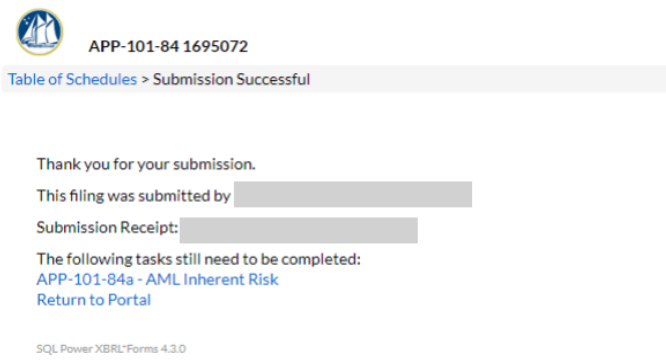 APP-101-84 1695072
Table of Schedules > Submission Successful
Thank you for your submission.
This filing was submitted by
Submission Receipt:
The following tasks still need to be completed:
APP-101-84a - AML Inherent Risk
Return to Portal
SQL Power XBRL*Forms 4.3.0